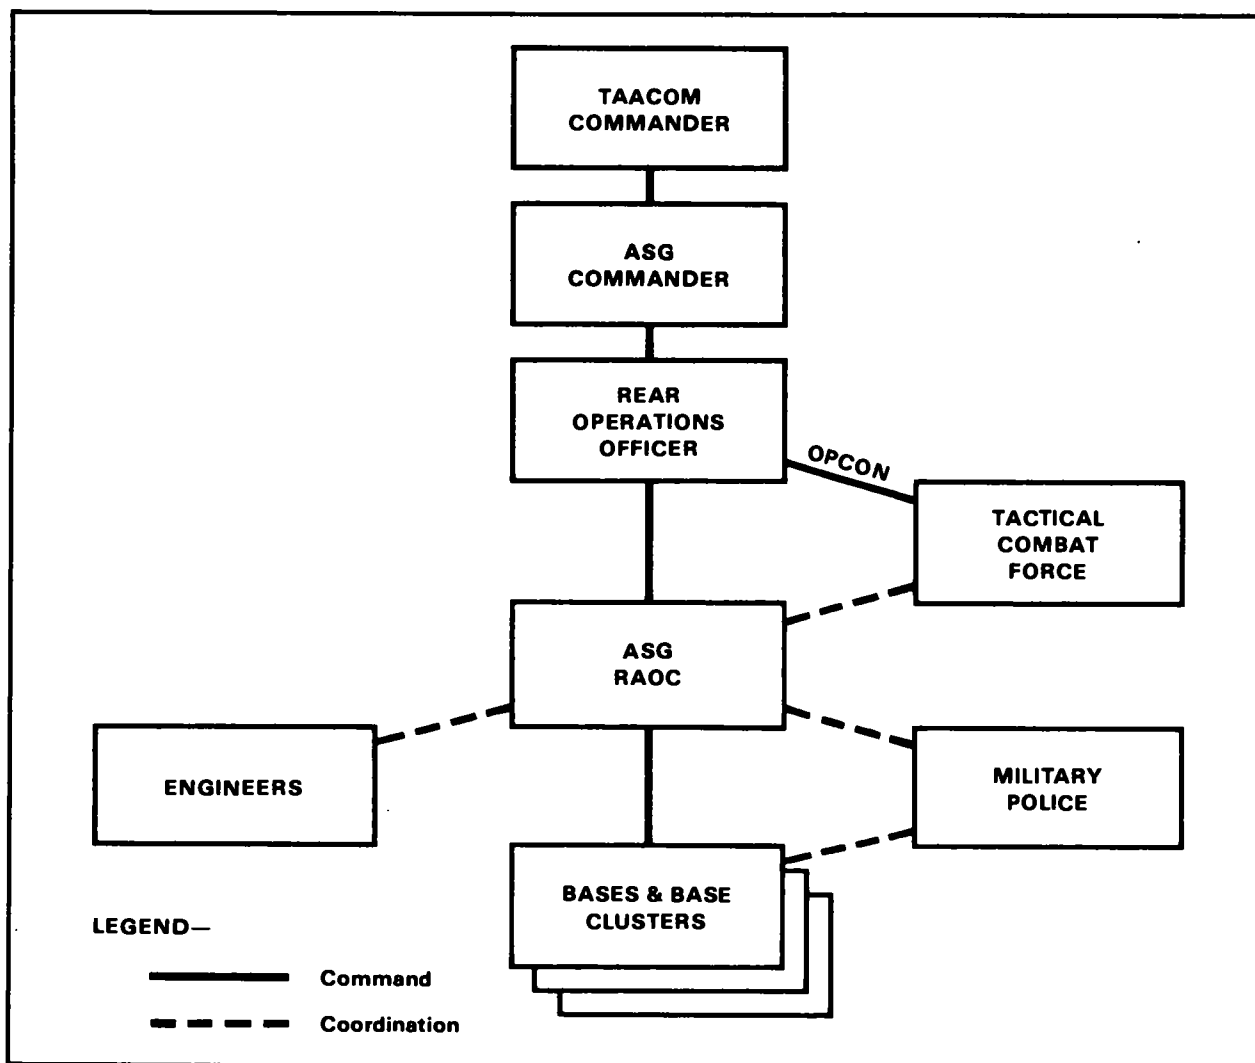 TAACOM
COMMANDER
ASG
COMMANDER
REAR
OPERATIONS
OFFICER
OPCON
TACTICAL
COMBAT
FORCE
ASG
RAOC
ENGINEERS
MILITARY
POLICE
BASES & BASE
CLUSTERS
LEGEND—
Command
Coordination